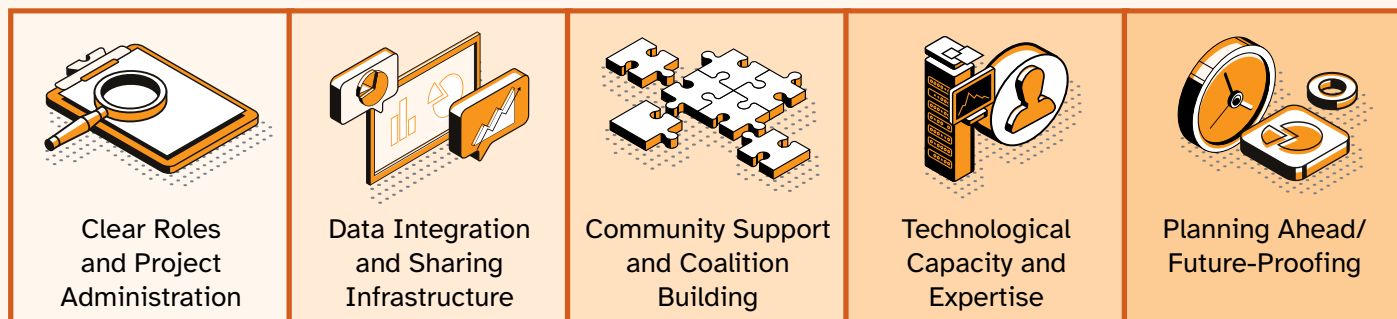 Clear Roles
and Project
Administration
Data Integration
and Sharing
Infrastructure
Community Support
and Coalition
Building
Technological
Capacity and
Expertise
Planning Ahead/
Future-Proofing